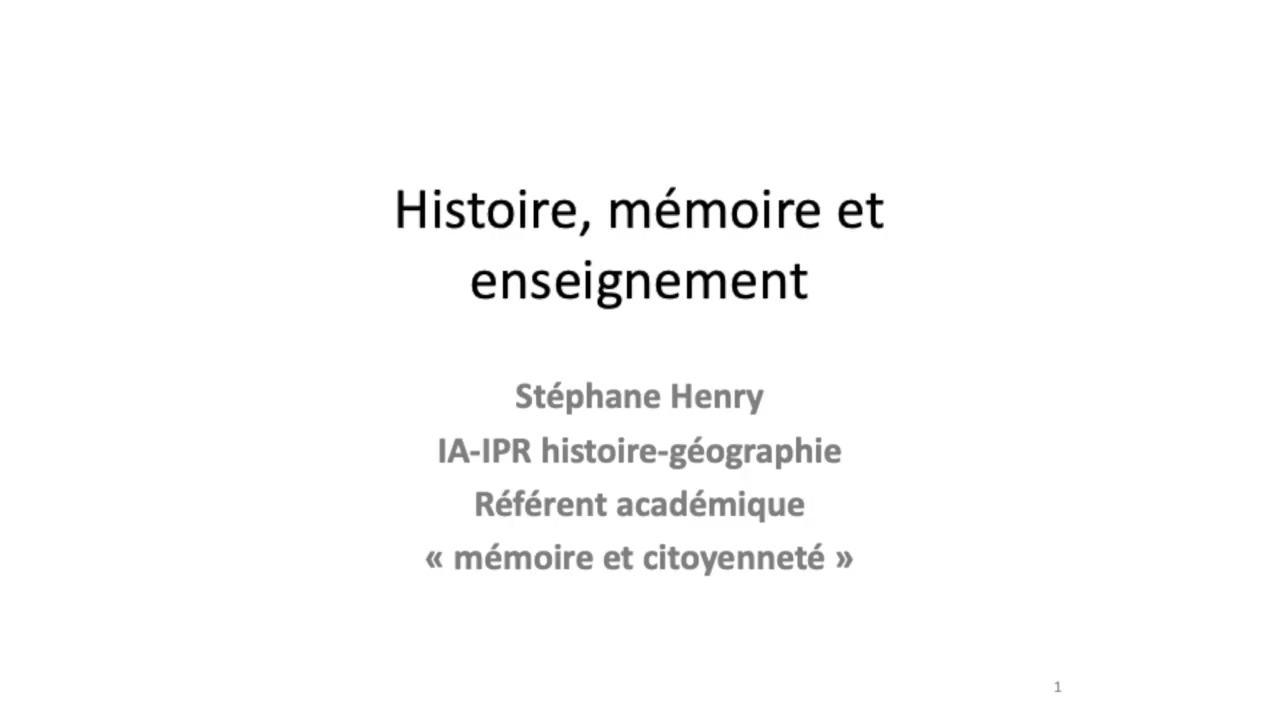 Histoire, mémoire et
enseignement
Stéphane Henry
IA-IPR histoire-géographie
Référent académique
« mémoire et citoyenneté »
1